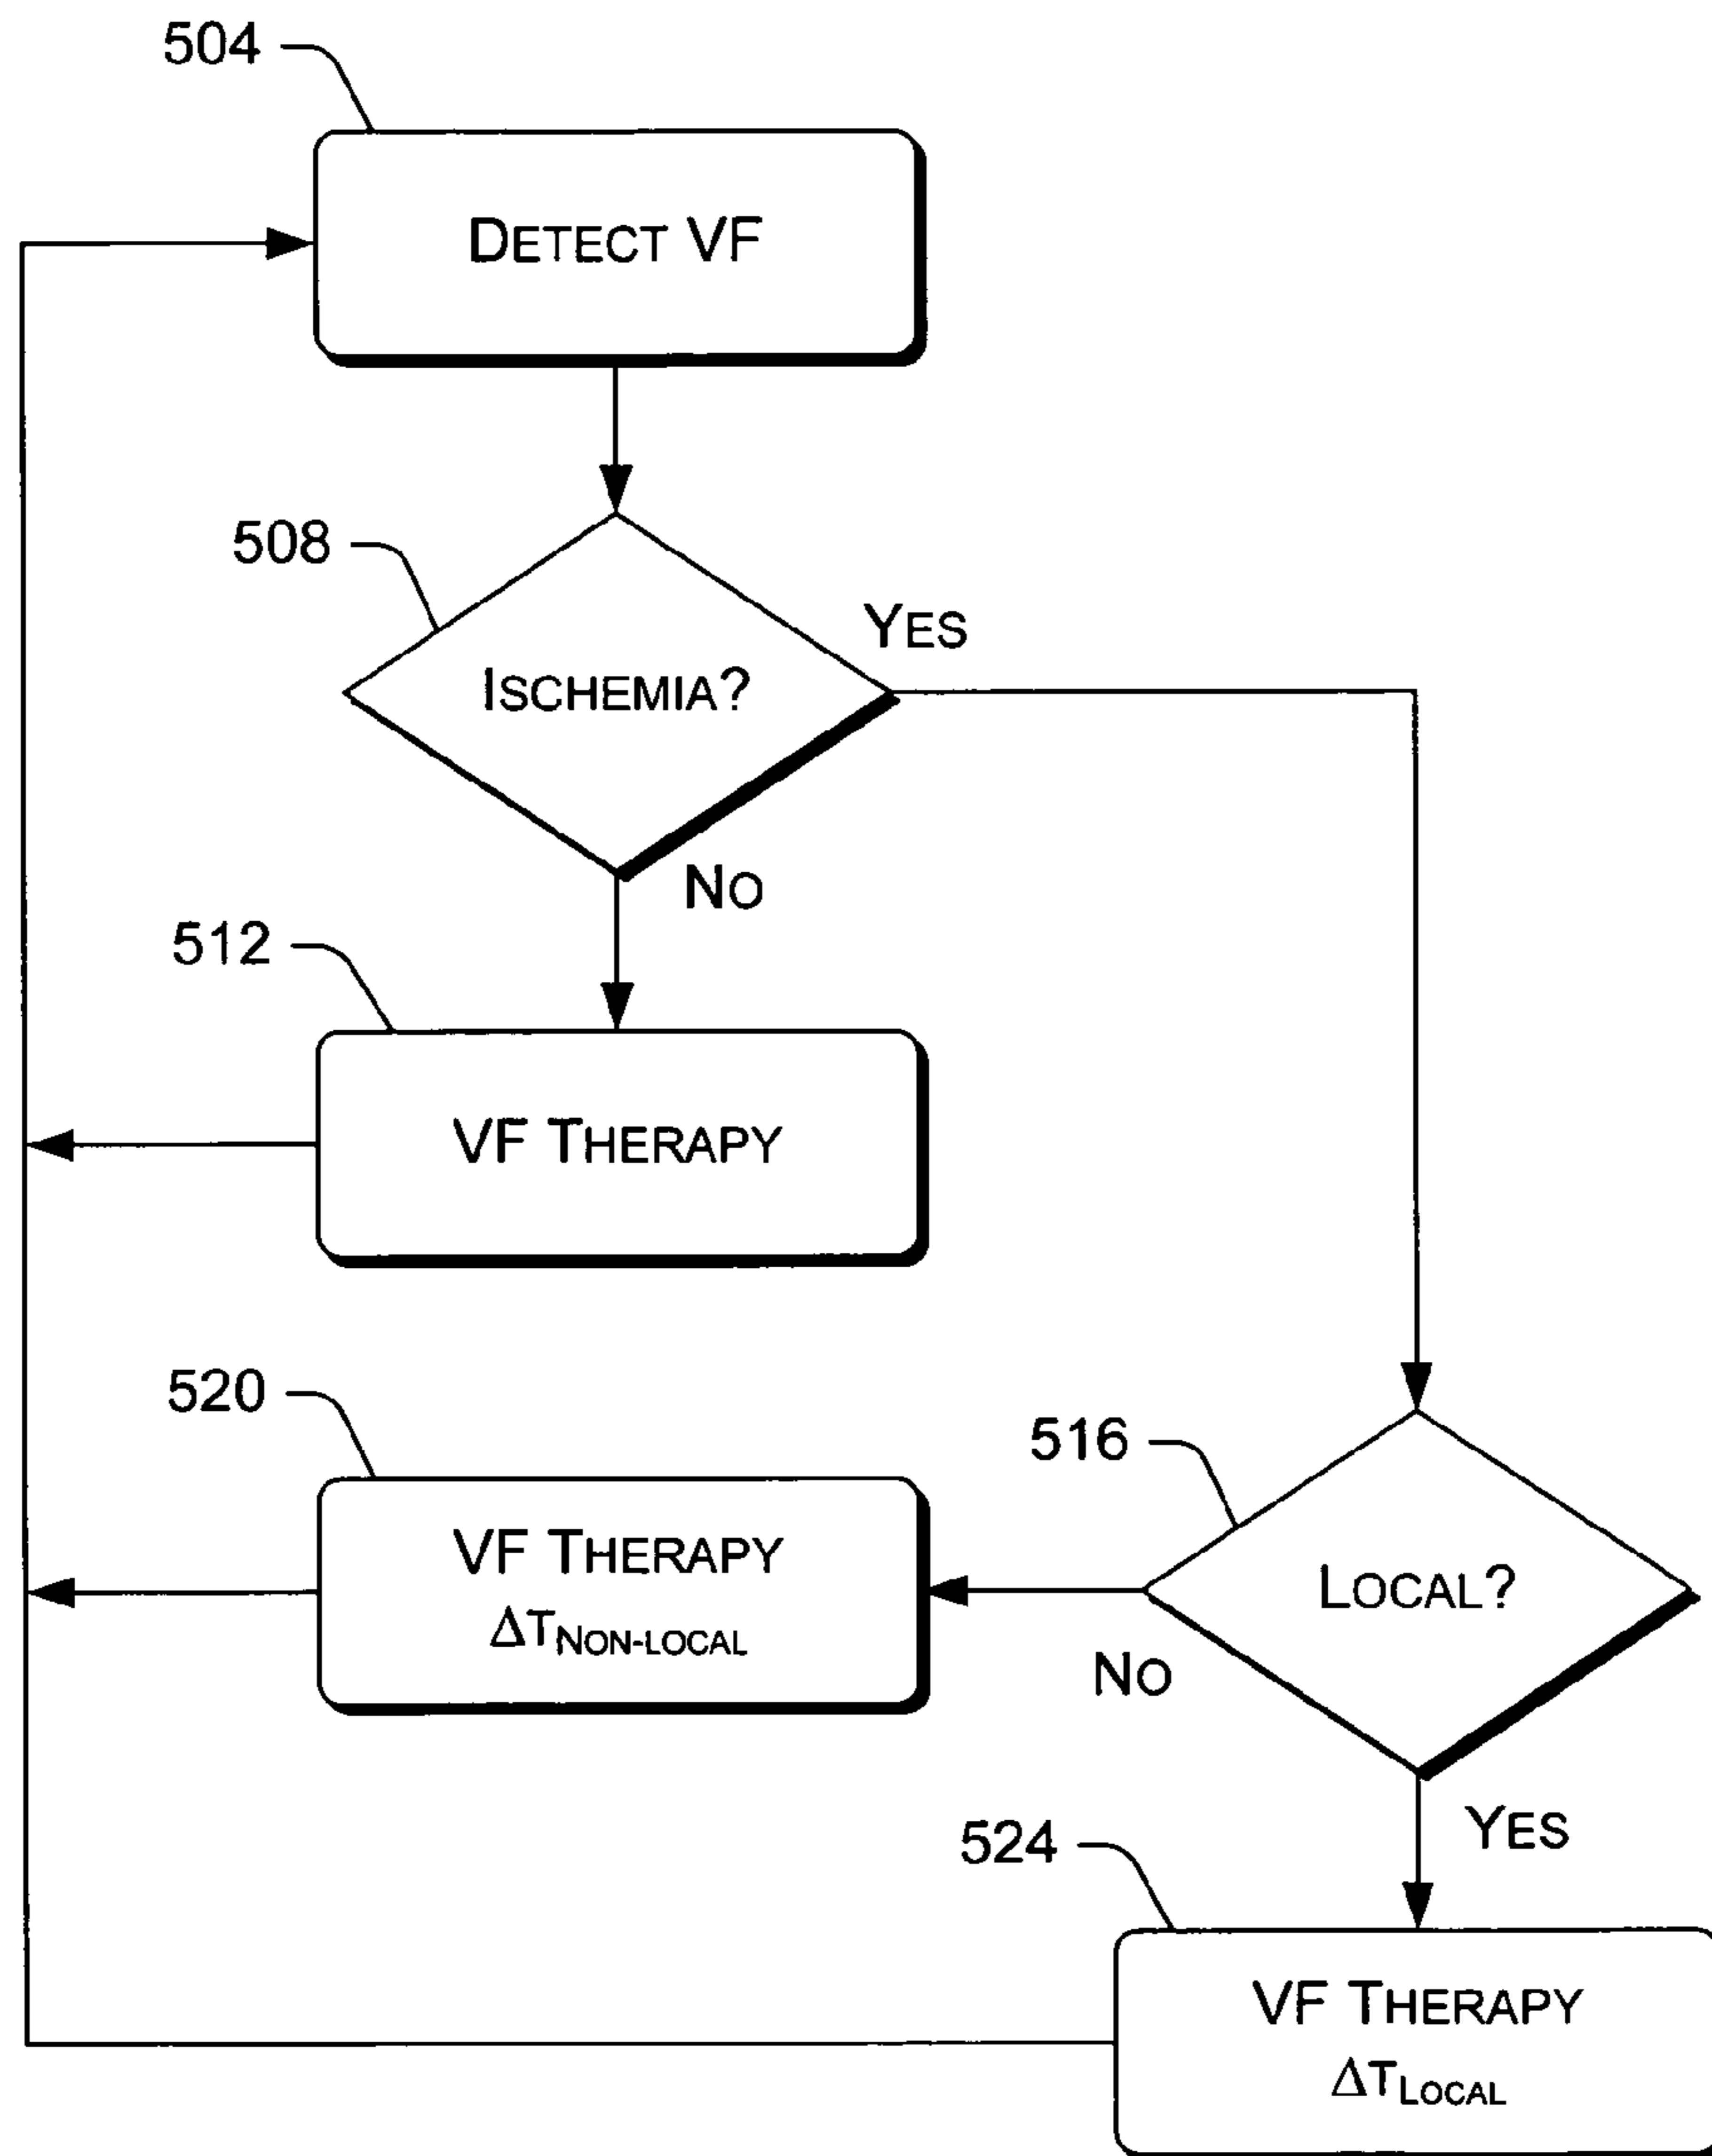 504
DETECT VF
508
YES
ISCHEMIA?
NO
512
VF THERAPY
520
516
VF THERAPY
ΔTNON-LOCAL
LOCAL?
NO
YES
524
VF THERAPY
ΔTLOCAL